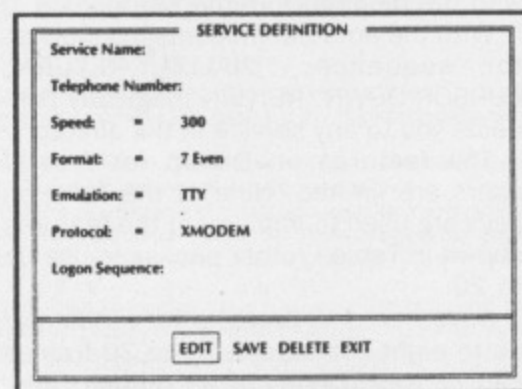 SERVICE DEFINITION
Service Name:
Telephone Number:
Speed: = 300
Format: = 7 Even
Emulation: = TTY
Protocol: = XMODEM
Logon Sequence:
EDIT SAVE DELETE EXIT